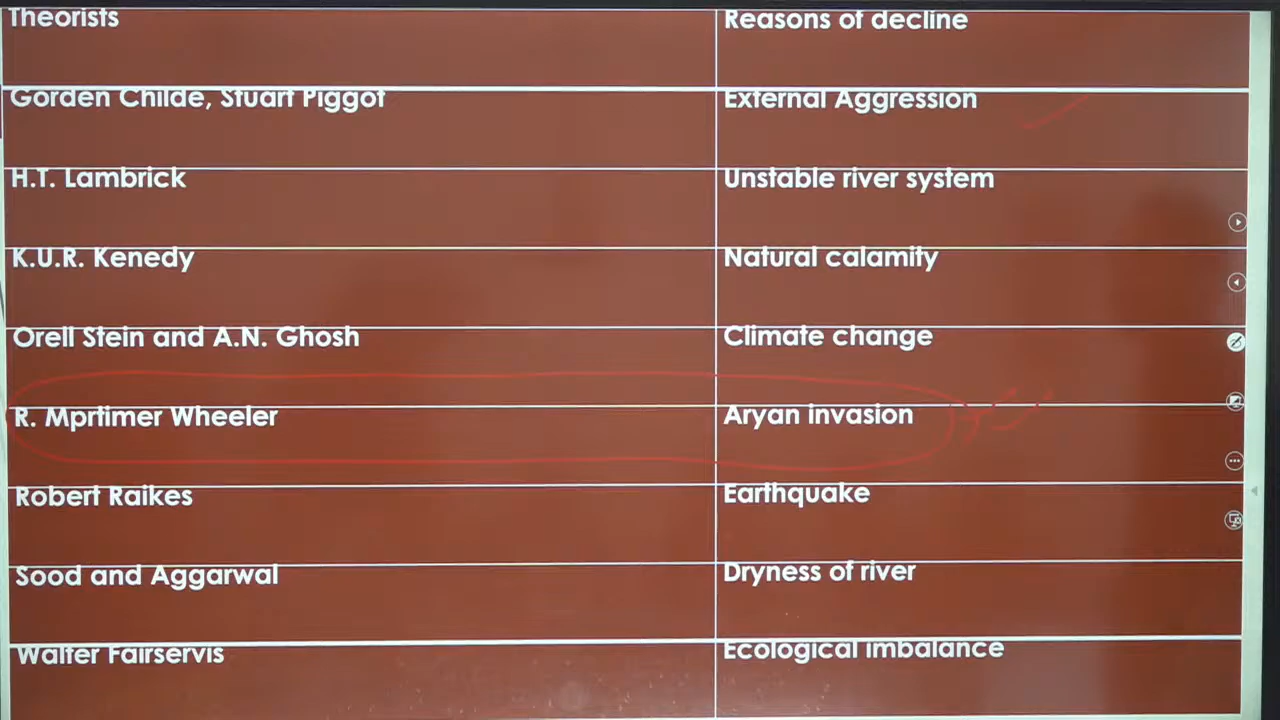 Theorists Reasons of decline
Gorden Childe, Stuart Piggot External Aggression
H.T. Lambrick Unstable river system
K.U.R. Kenedy Natural calamity
Orell Stein and A.N. Ghosh Climate change
R. Mprtimer Wheeler Aryan invasion
Robert Raikes Earthquake
Sood and Aggarwal Dryness of river
Walter Fairservis Ecological imbalance